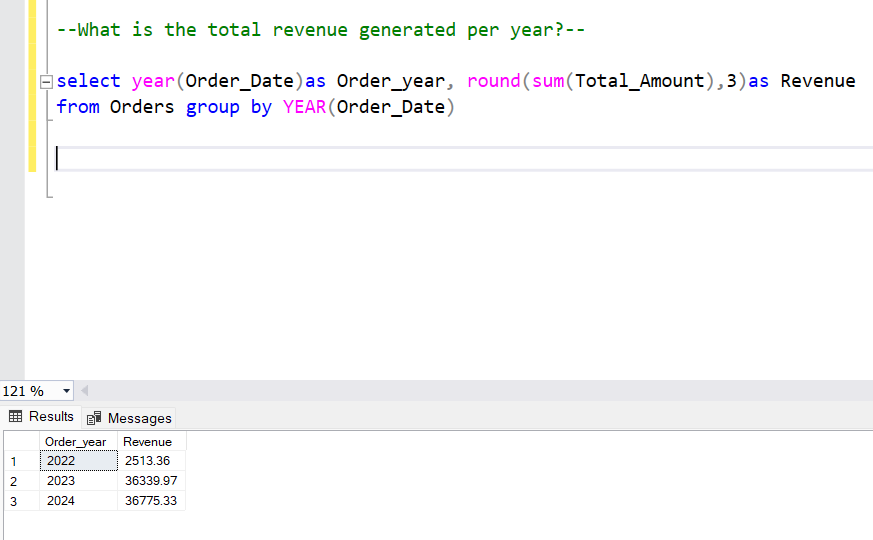 --What is the total revenue generated per year?--
select year(Order_Date)as Order_year, round(sum(Total_Amount),3)as Revenue
from Orders group by YEAR(Order_Date)
121 %
Results Messages
Order_year Revenue
1 2022 2513.36
2 2023 36339.97
3 2024 36775.33